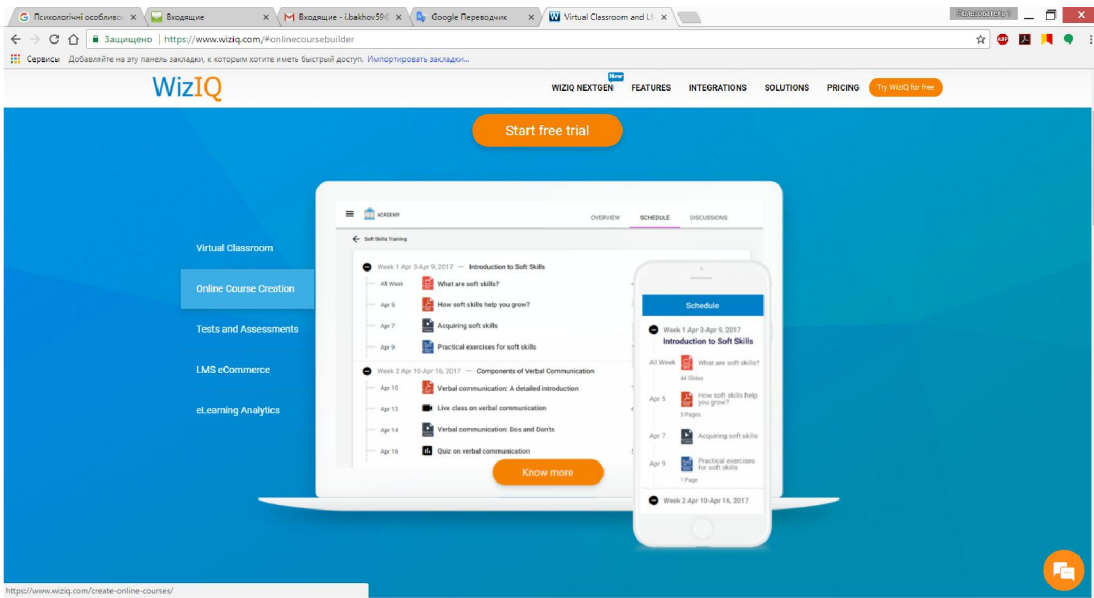 Психологічні особливос
Входящие
Входящие - i.bakhov59@
Google Переводчик
Virtual Classroom and LM
Защищено
https://www.wiziq.com/#onlinecoursebuilder
ABP
Сервисы
Добавляйте на эту панель закладки, к которым хотите иметь быстрый доступ. Импортировать закладки...
WizIQ
New
WIZIQ NEXTGEN
FEATURES
INTEGRATIONS
SOLUTIONS
PRICING
Try WizIQ for free
Start free trial
Virtual Classroom
Online Course Creation
Tests and Assessments
LMS eCommerce
eLearning Analytics
ACADEMY
OVERVIEW
SCHEDULE
DISCUSSIONS
Soft Skills Training
Week 1 Apr 3-Apr 9, 2017 — Introduction to Soft Skills
All Week What are soft skills?
Apr 5 How soft skills help you grow?
Apr 7 Acquiring soft skills
Apr 9 Practical exercises for soft skills
Week 2 Apr 10-Apr 16, 2017 — Components of Verbal Communication
Apr 10 Verbal communication: A detailed introduction
Apr 12 Live class on verbal communication
Apr 14 Verbal communication: Dos and Don'ts
Apr 16 Quiz on verbal communication
Know more
Schedule
Week 1 Apr 3-Apr 9, 2017
Introduction to Soft Skills
All Week What are soft skills?
44 Slides
Apr 5 How soft skills help
you grow?
5 Pages
Apr 7 Acquiring soft skills
Apr 9 Practical exercises
for soft skills
1 Page
Week 2 Apr 10-Apr 16, 2017
https://www.wiziq.com/create-online-courses/